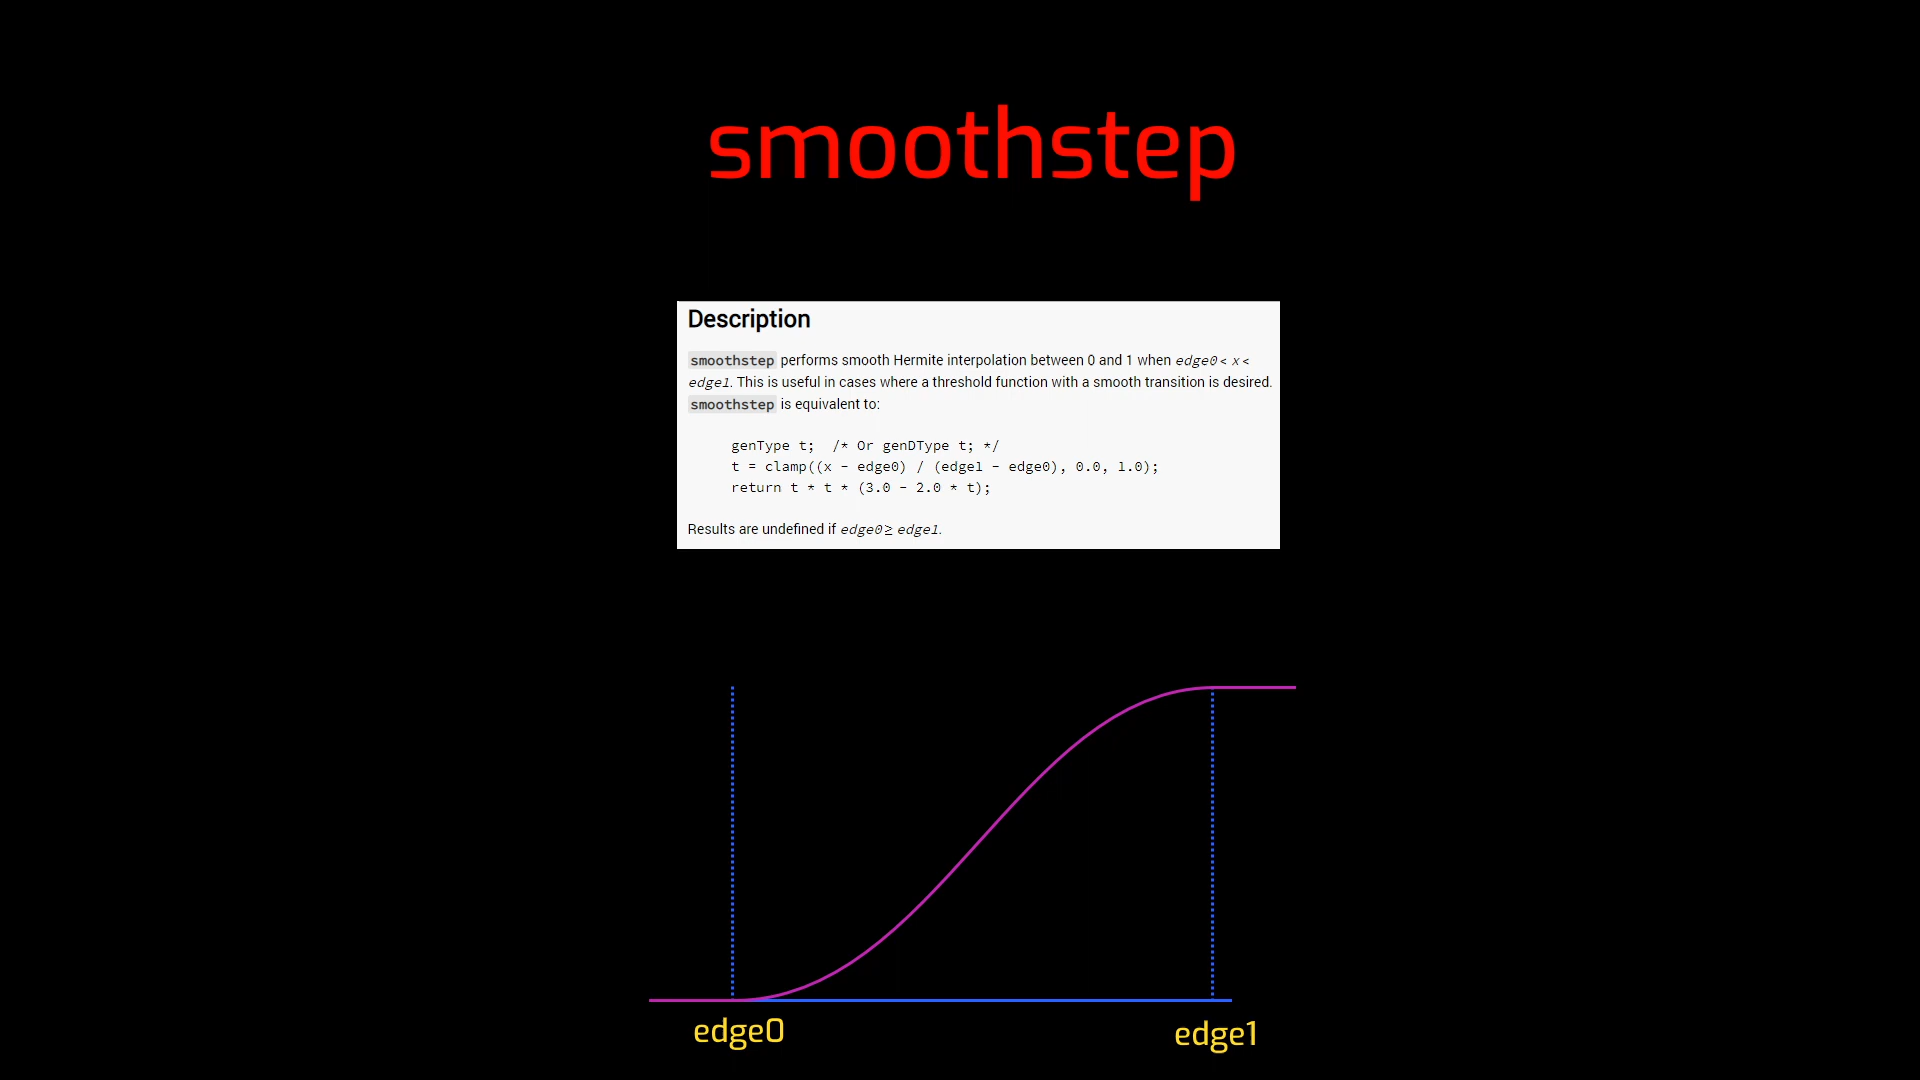 smoothstep
Description
smoothstep performs smooth Hermite interpolation between 0 and 1 when edge0 < x <
edge1. This is useful in cases where a threshold function with a smooth transition is desired.
smoothstep is equivalent to:
genType t;  /* Or genDType t; */
t = clamp((x - edge0) / (edge1 - edge0), 0.0, 1.0);
return t * t * (3.0 - 2.0 * t);
Results are undefined if edge0 ≥ edge1.
edge0
edge1